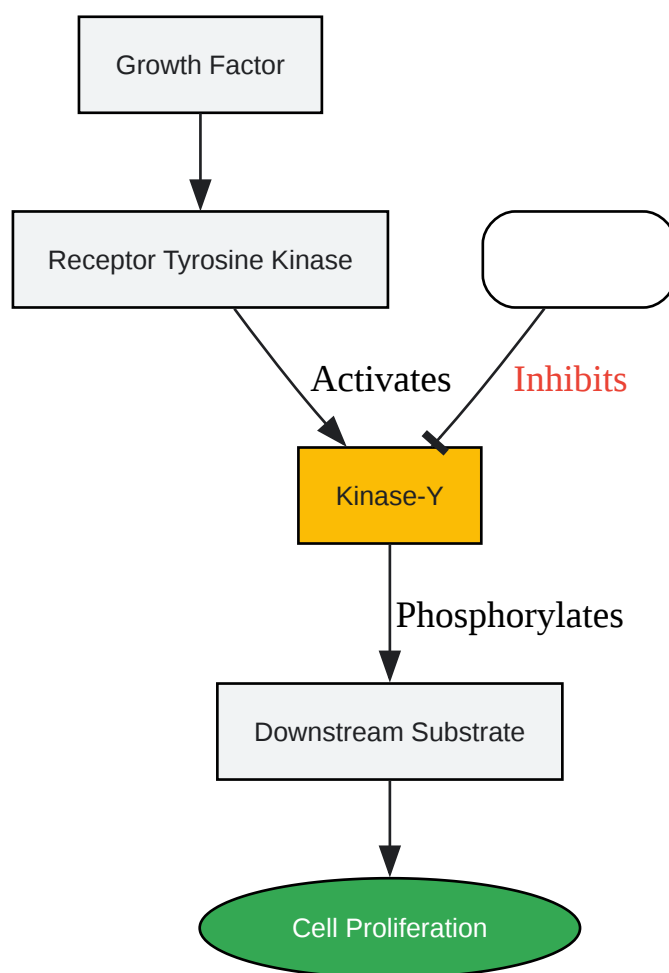 Growth Factor
Receptor Tyrosine Kinase
Activates
Inhibits
Kinase-Y
Phosphorylates
Downstream Substrate
Cell Proliferation